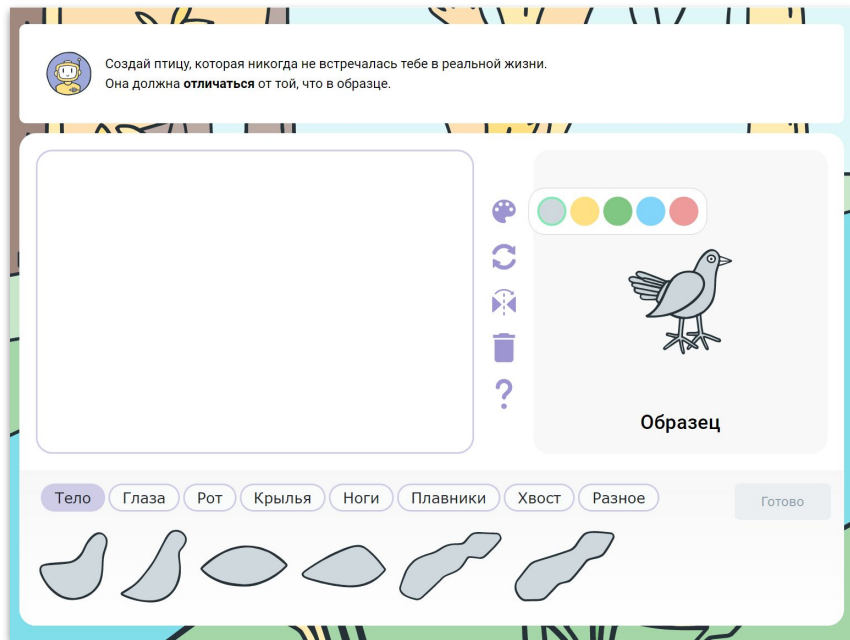 Создай птицу, которая никогда не встречалась тебе в реальной жизни.
Она должна отличаться от той, что в образце.
Образец
Тело Глаза Рот Крылья Ноги Плавники Хвост Разное Готово